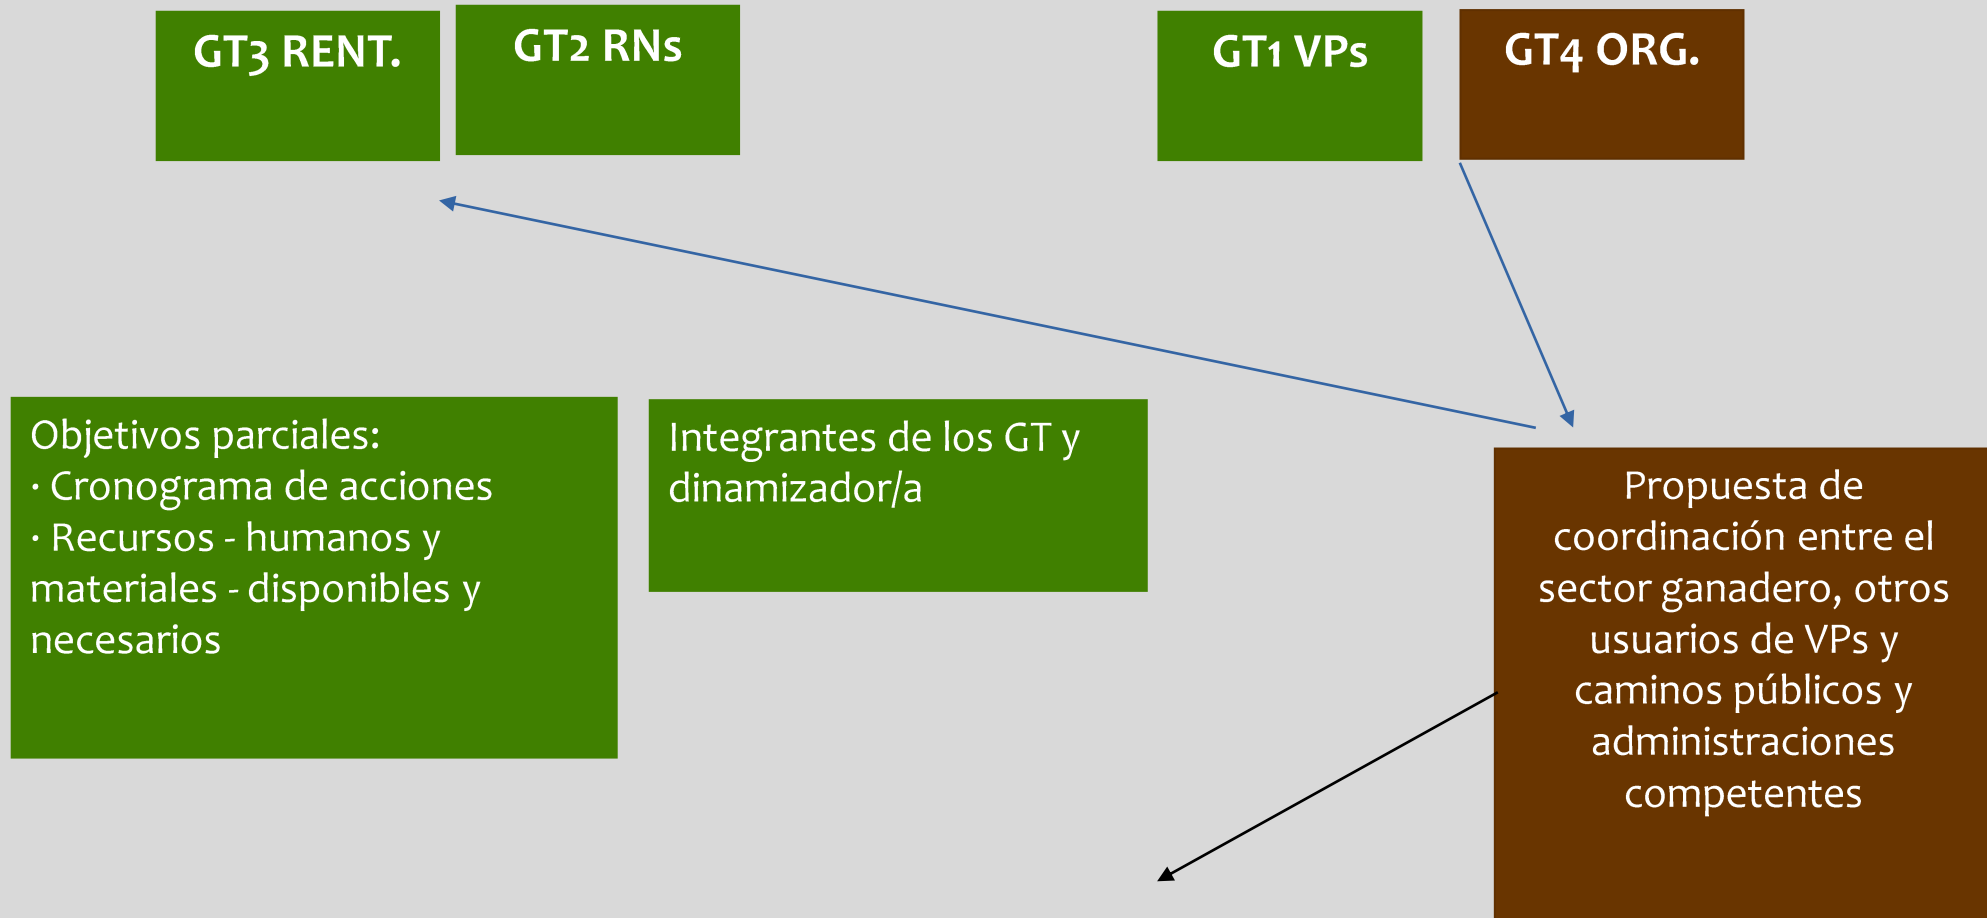 GT3 RENT.
GT2 RNs
GT1 VPs
GT4 ORG.
Objetivos parciales:
· Cronograma de acciones
· Recursos - humanos y
materiales - disponibles y
necesarios
Integrantes de los GT y
dinamizador/a
Propuesta de
coordinación entre el
sector ganadero, otros
usuarios de VPs y
caminos públicos y
administraciones
competentes